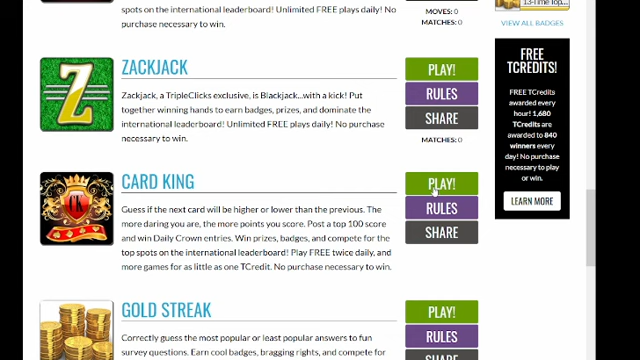 spots on the international leaderboard! Unlimited FREE plays daily! No
purchase necessary to win.
MOVES: 0
MATCHES: 0
13-Time Top...
VIEW ALL BADGES
ZACKJACK
Z
Zackjack, a TripleClicks exclusive, is Blackjack...with a kick! Put
together winning hands to earn badges, prizes, and dominate the
international leaderboard! Unlimited FREE plays daily! No purchase
necessary to win.
PLAY!
RULES
SHARE
MATCHES: 0
FREE
TCREDITS!
FREE TCredits
awarded every
hour! 1,680
TCredits are
awarded to 840
winners every
day! No purchase
necessary to play
or win.
LEARN MORE
CARD KING
CK
Guess if the next card will be higher or lower than the previous. The
more daring you are, the more points you score. Post a top 100 score
and win Daily Crown entries. Win prizes, badges, and compete for the
top spots on the international leaderboard! Play FREE twice daily, and
more games for as little as one TCredit. No purchase necessary to win.
PLAY!
RULES
SHARE
GOLD STREAK
Correctly guess the most popular or least popular answers to fun
survey questions. Earn cool badges, bragging rights, and compete for
PLAY!
RULES
SHARE